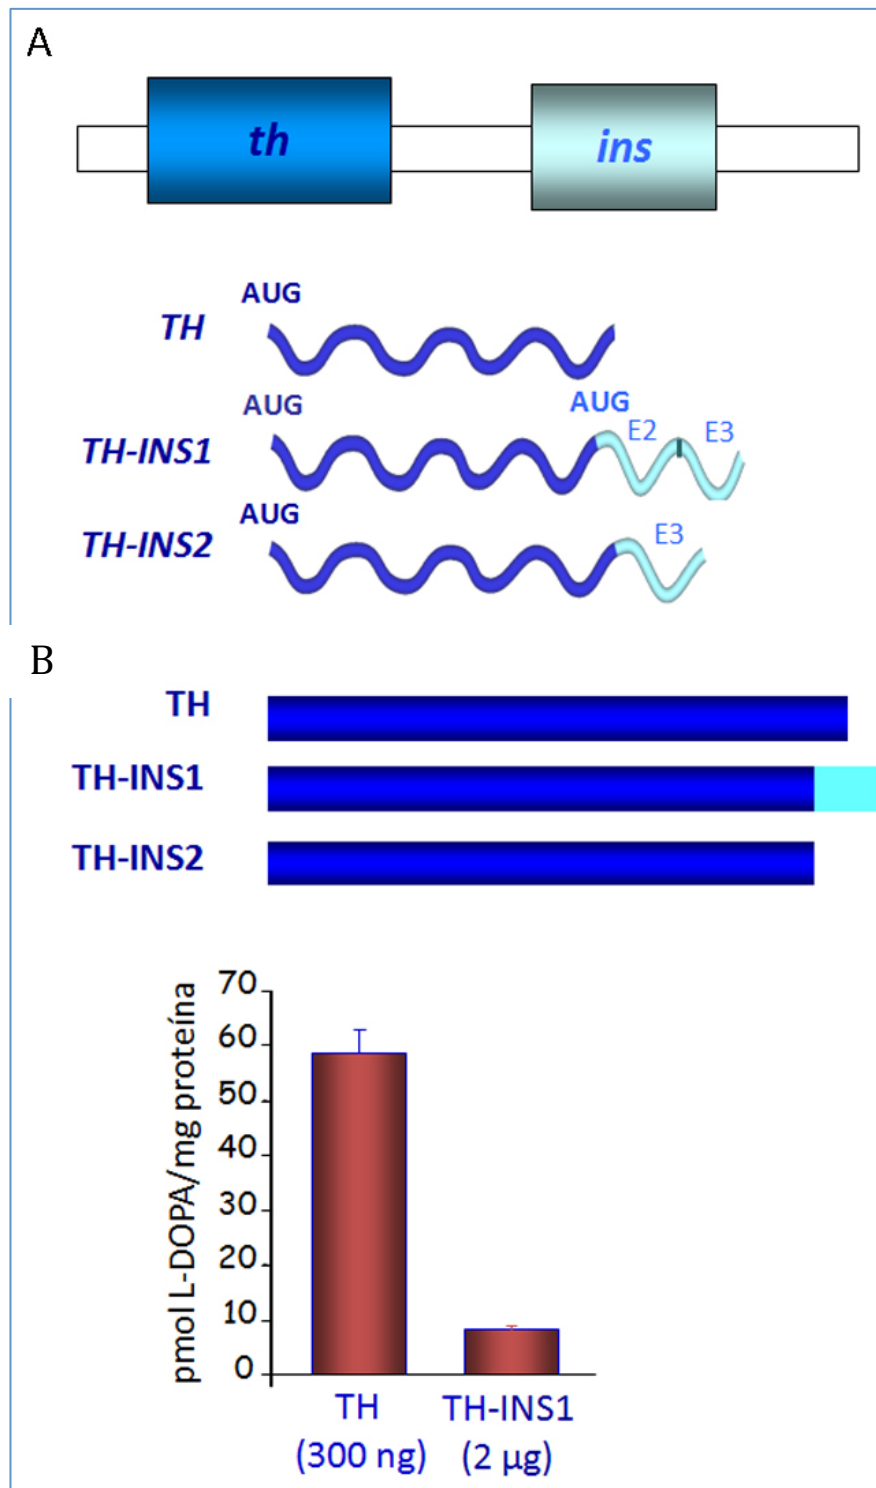 A
th
ins
AUG
TH
AUG
AUG
E2
E3
TH-INS1
AUG
TH-INS2
E3
B
TH
TH-INS1
TH-INS2
pmol L-DOPA/mg proteína
70
60
50
40
30
20
10
0
TH
TH-INS1
(300 ng)
(2 µg)